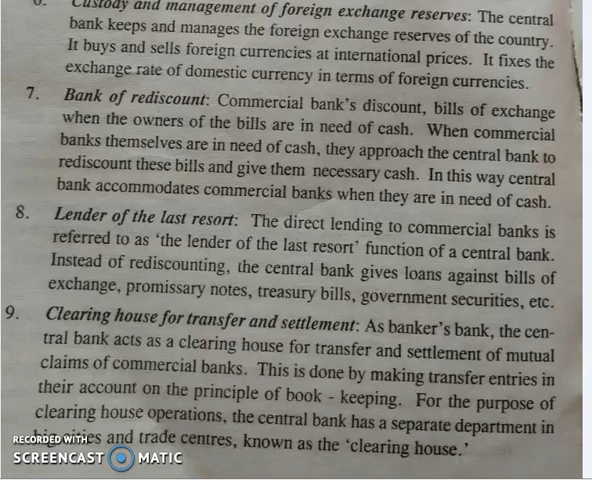 6. Custody and management of foreign exchange reserves: The central
bank keeps and manages the foreign exchange reserves of the country.
It buys and sells foreign currencies at international prices. It fixes the
exchange rate of domestic currency in terms of foreign currencies.
7. Bank of rediscount: Commercial bank's discount, bills of exchange
when the owners of the bills are in need of cash. When commercial
banks themselves are in need of cash, they approach the central bank to
rediscount these bills and give them necessary cash. In this way central
bank accommodates commercial banks when they are in need of cash.
8. Lender of the last resort: The direct lending to commercial banks is
referred to as 'the lender of the last resort' function of a central bank.
Instead of rediscounting, the central bank gives loans against bills of
exchange, promissary notes, treasury bills, government securities, etc.
9. Clearing house for transfer and settlement: As banker's bank, the cen-
tral bank acts as a clearing house for transfer and settlement of mutual
claims of commercial banks. This is done by making transfer entries in
their account on the principle of book - keeping. For the purpose of
clearing house operations, the central bank has a separate department in
and trade centres, known as the 'clearing house.'
RECORDED WITH
SCREENCAST MATIC